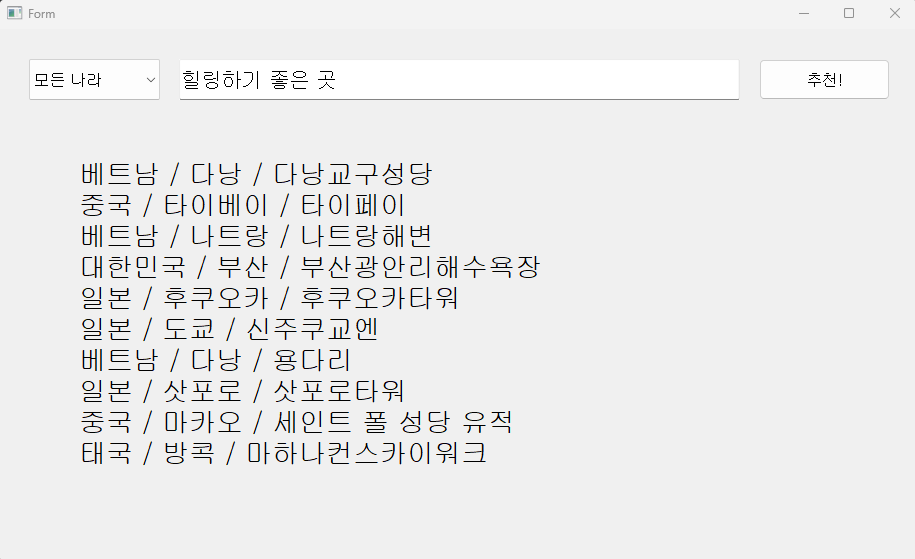 Form
모든 나라
힐링하기 좋은 곳
추천!
베트남 / 다낭 / 다낭교구성당
중국 / 타이베이 / 타이페이
베트남 / 나트랑 / 나트랑해변
대한민국 / 부산 / 부산광안리해수욕장
일본 / 후쿠오카 / 후쿠오카타워
일본 / 도쿄 / 신주쿠교엔
베트남 / 다낭 / 용다리
일본 / 삿포로 / 삿포로타워
중국 / 마카오 / 세인트 폴 성당 유적
태국 / 방콕 / 마하나컨스카이워크